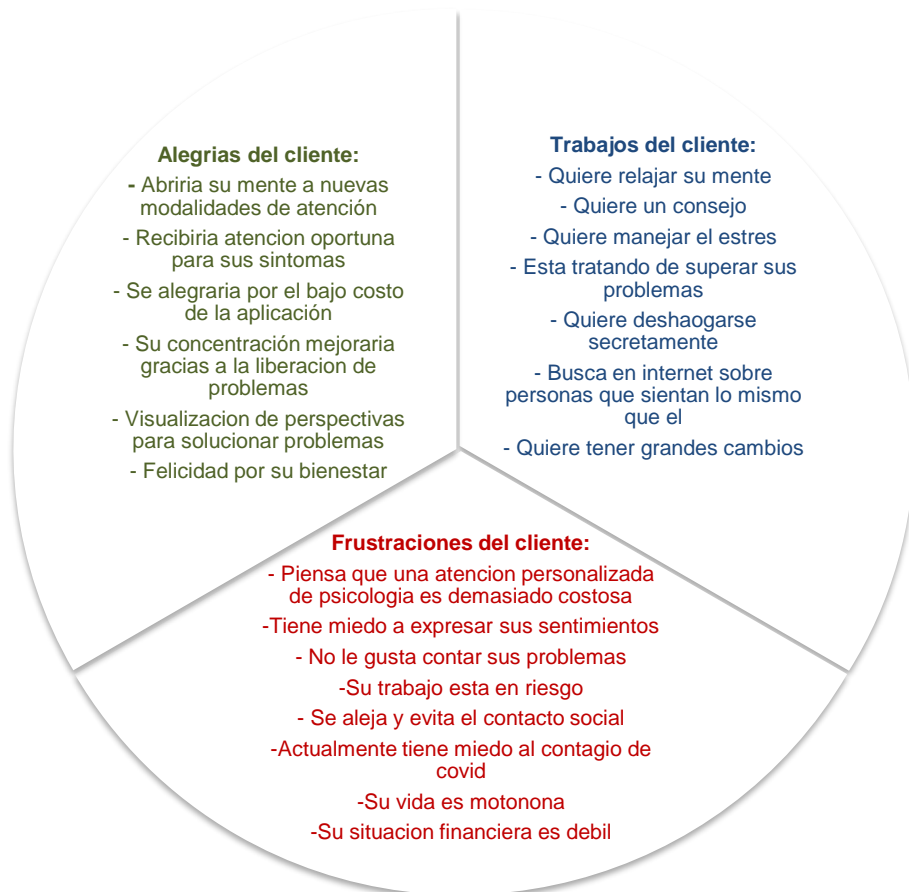 Alegrias del cliente:
- Abriria su mente a nuevas
modalidades de atención
- Recibiria atencion oportuna
para sus sintomas
- Se alegraria por el bajo costo
de la aplicación
- Su concentración mejoraria
gracias a la liberacion de
problemas
- Visualizacion de perspectivas
para solucionar problemas
- Felicidad por su bienestar
Trabajos del cliente:
- Quiere relajar su mente
- Quiere un consejo
- Quiere manejar el estres
- Esta tratando de superar sus
problemas
- Quiere deshaogarse
secretamente
- Busca en internet sobre
personas que sientan lo mismo
que el
- Quiere tener grandes cambios
Frustraciones del cliente:
- Piensa que una atencion personalizada
de psicologia es demasiado costosa
-Tiene miedo a expresar sus sentimientos
- No le gusta contar sus problemas
-Su trabajo esta en riesgo
- Se aleja y evita el contacto social
-Actualmente tiene miedo al contagio de
covid
-Su vida es motonona
-Su situacion financiera es debil